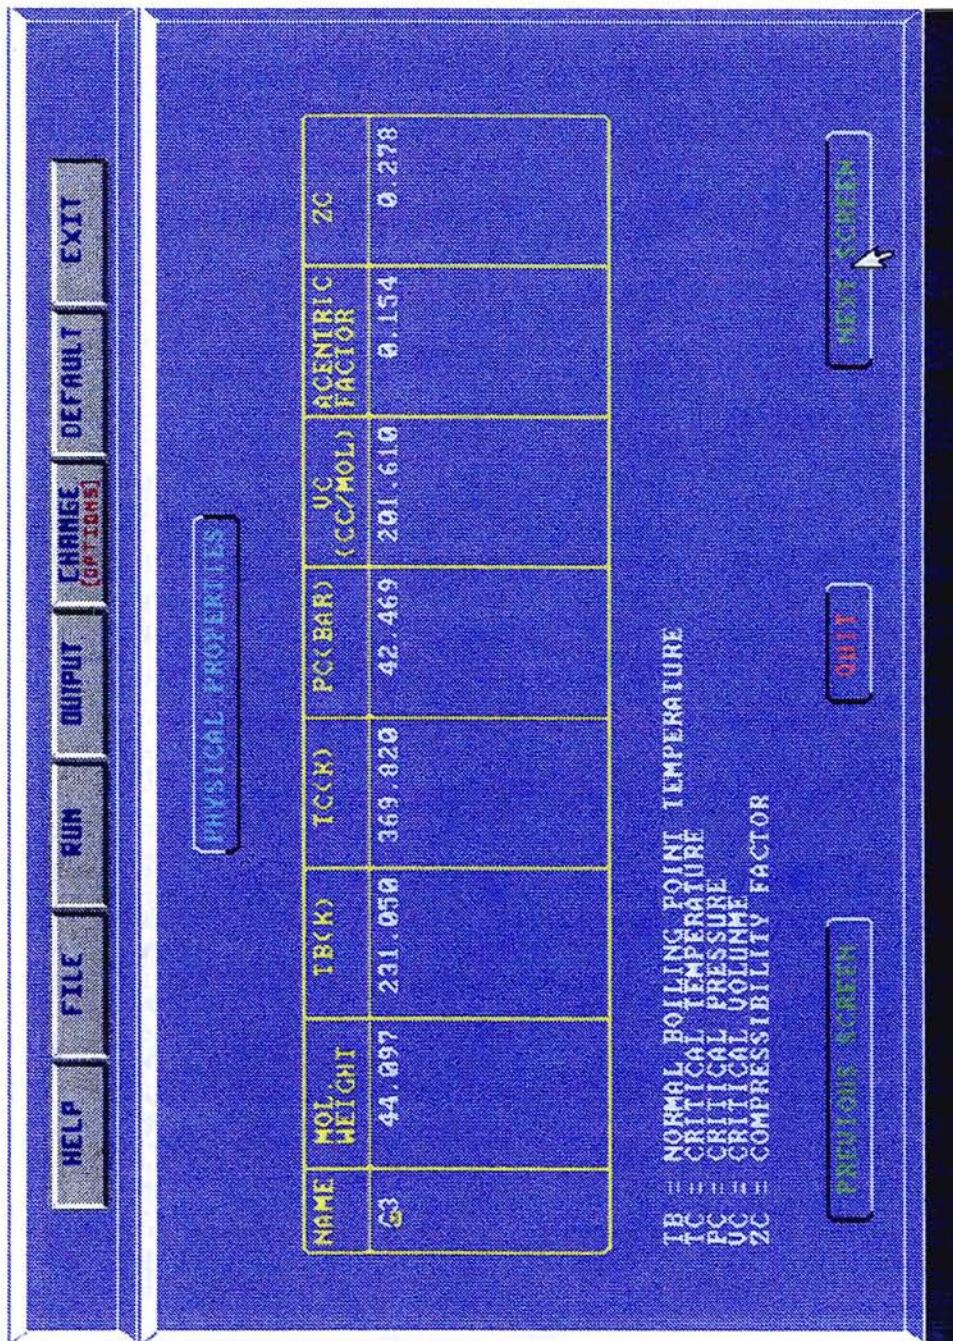 HELP FILE RUN OUTPUT CHANGE DEFAULT EXIT
[OPTIONS]
PHYSICAL PROPERTIES
NAME MOL. TB(K) TC(K) PC(BAR) VC ACENTRIC ZC
WEIGHT (CC/MOL) FACTOR
C3 44.097 231.050 369.820 42.469 201.610 0.154 0.278
TB = NORMAL BOILING POINT TEMPERATURE
TC = CRITICAL TEMPERATURE
PC = CRITICAL PRESSURE
VC = CRITICAL VOLUNME
ZC = COMPRESSIBILITY FACTOR
PREVIOUS SCREEN QUIT NEXT SCREEN